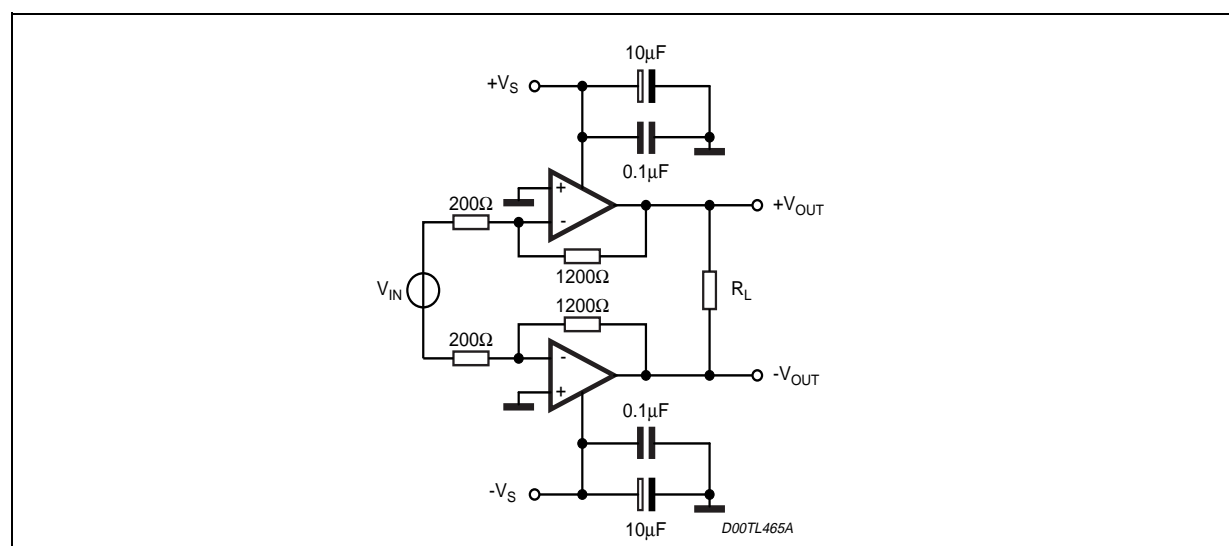 10μF
+VS
0.1μF
+
200Ω
-
+VOUT
1200Ω
VIN
RL
1200Ω
200Ω
-
-VOUT
+
0.1μF
-VS
10μF
D00TL465A